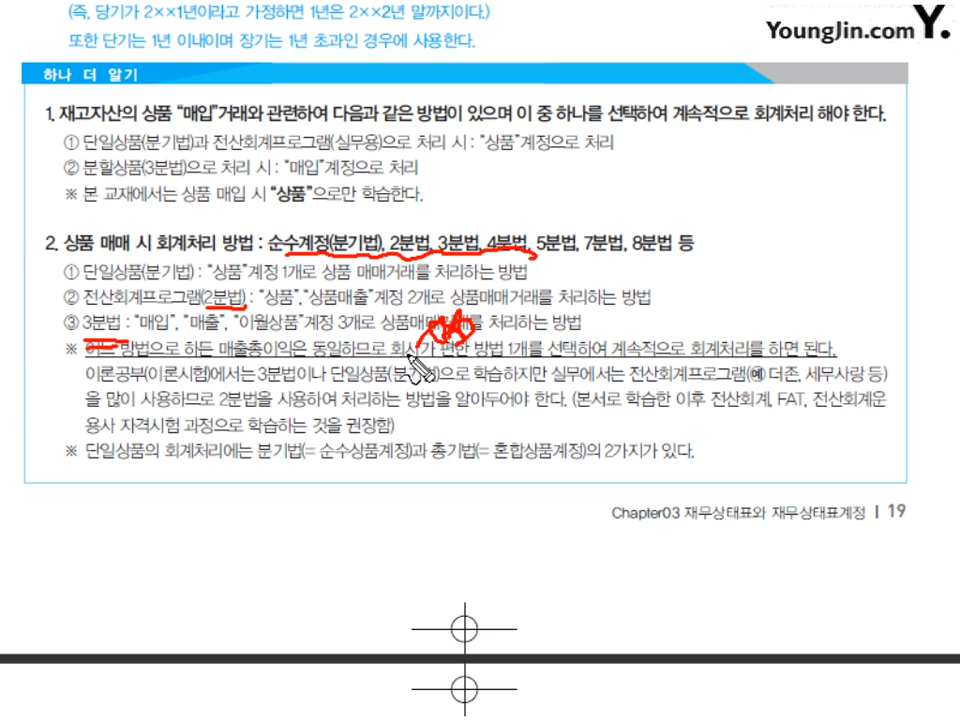 (즉, 당기가 2××1년이라고 가정하면 1년은 2××2년 말까지이다.)
또한 단기는 1년 이내이며 장기는 1년 초과인 경우에 사용한다.
YoungJin.com Y.
하나 더 알기
1. 재고자산의 상품 “매입”거래와 관련하여 다음과 같은 방법이 있으며 이 중 하나를 선택하여 계속적으로 회계처리 해야 한다.
① 단일상품(분기법)과 전산회계프로그램(실무용)으로 처리 시 : “상품”계정으로 처리
② 분할상품(3분법)으로 처리 시 : “매입”계정으로 처리
※ 본 교재에서는 상품 매입 시 “상품”으로만 학습한다.
2. 상품 매매 시 회계처리 방법 : 순수계정(분기법), 2분법, 3분법, 4분법, 5분법, 7분법, 8분법 등
① 단일상품(분기법) : “상품”계정 1개로 상품 매매거래를 처리하는 방법
② 전산회계프로그램(2분법) : “상품”,“상품매출”계정 2개로 상품매매거래를 처리하는 방법
③ 3분법 : “매입”, “매출”, “이월상품”계정 3개로 상품매매거래를 처리하는 방법
※ 어느 방법으로 하든 매출총이익은 동일하므로 회사가 편한 방법 1개를 선택하여 계속적으로 회계처리를 하면 된다.
이론공부(이론시험)에서는 3분법이나 단일상품(분기법)으로 학습하지만 실무에서는 전산회계프로그램(예 더존, 세무사랑 등)
을 많이 사용하므로 2분법을 사용하여 처리하는 방법을 알아두어야 한다. (본서로 학습한 이후 전산회계, FAT, 전산회계운
용사 자격시험 과정으로 학습하는 것을 권장함)
※ 단일상품의 회계처리에는 분기법(= 순수상품계정)과 총기법(= 혼합상품계정)의 2가지가 있다.
Chapter03 재무상태표와 재무상태표계정 | 19